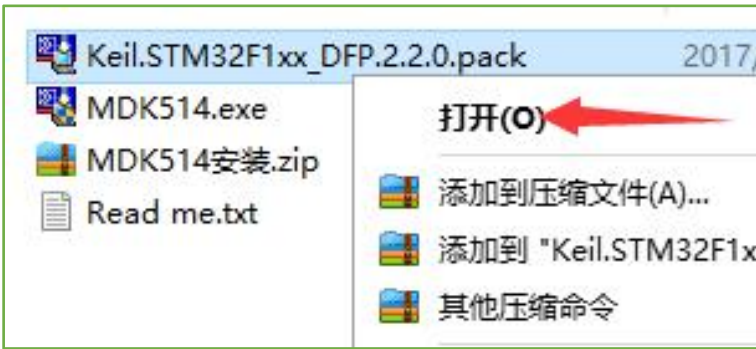 Keil.STM32F1xx_DFP.2.2.0.pack 2017/
MDK514.exe
打开(O)
MDK514安装.zip
添加到压缩文件(A)...
Read me.txt
添加到 "Keil.STM32F1x
其他压缩命令